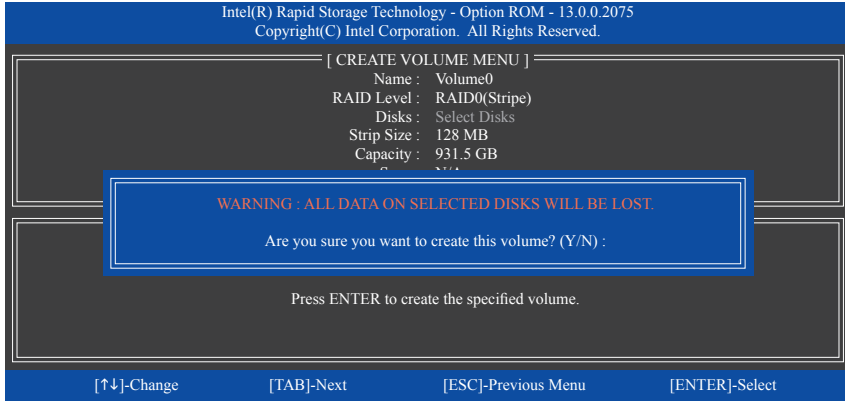 Intel(R) Rapid Storage Technology - Option ROM - 13.0.0.2075
Copyright(C) Intel Corporation. All Rights Reserved.
[ CREATE VOLUME MENU ]
Name : Volume0
RAID Level : RAID0(Stripe)
Disks : Select Disks
Strip Size : 128 MB
Capacity : 931.5 GB
WARNING : ALL DATA ON SELECTED DISKS WILL BE LOST.
Are you sure you want to create this volume? (Y/N) :
Press ENTER to create the specified volume.
[↑↓]-Change [TAB]-Next [ESC]-Previous Menu [ENTER]-Select